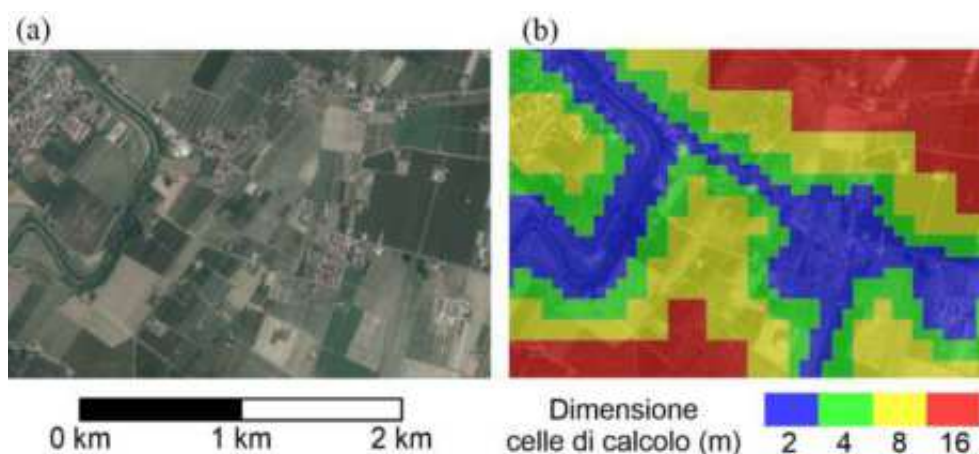 (a)
(b)
0 km 1 km 2 km
Dimensione
celle di calcolo (m)
2 4 8 16